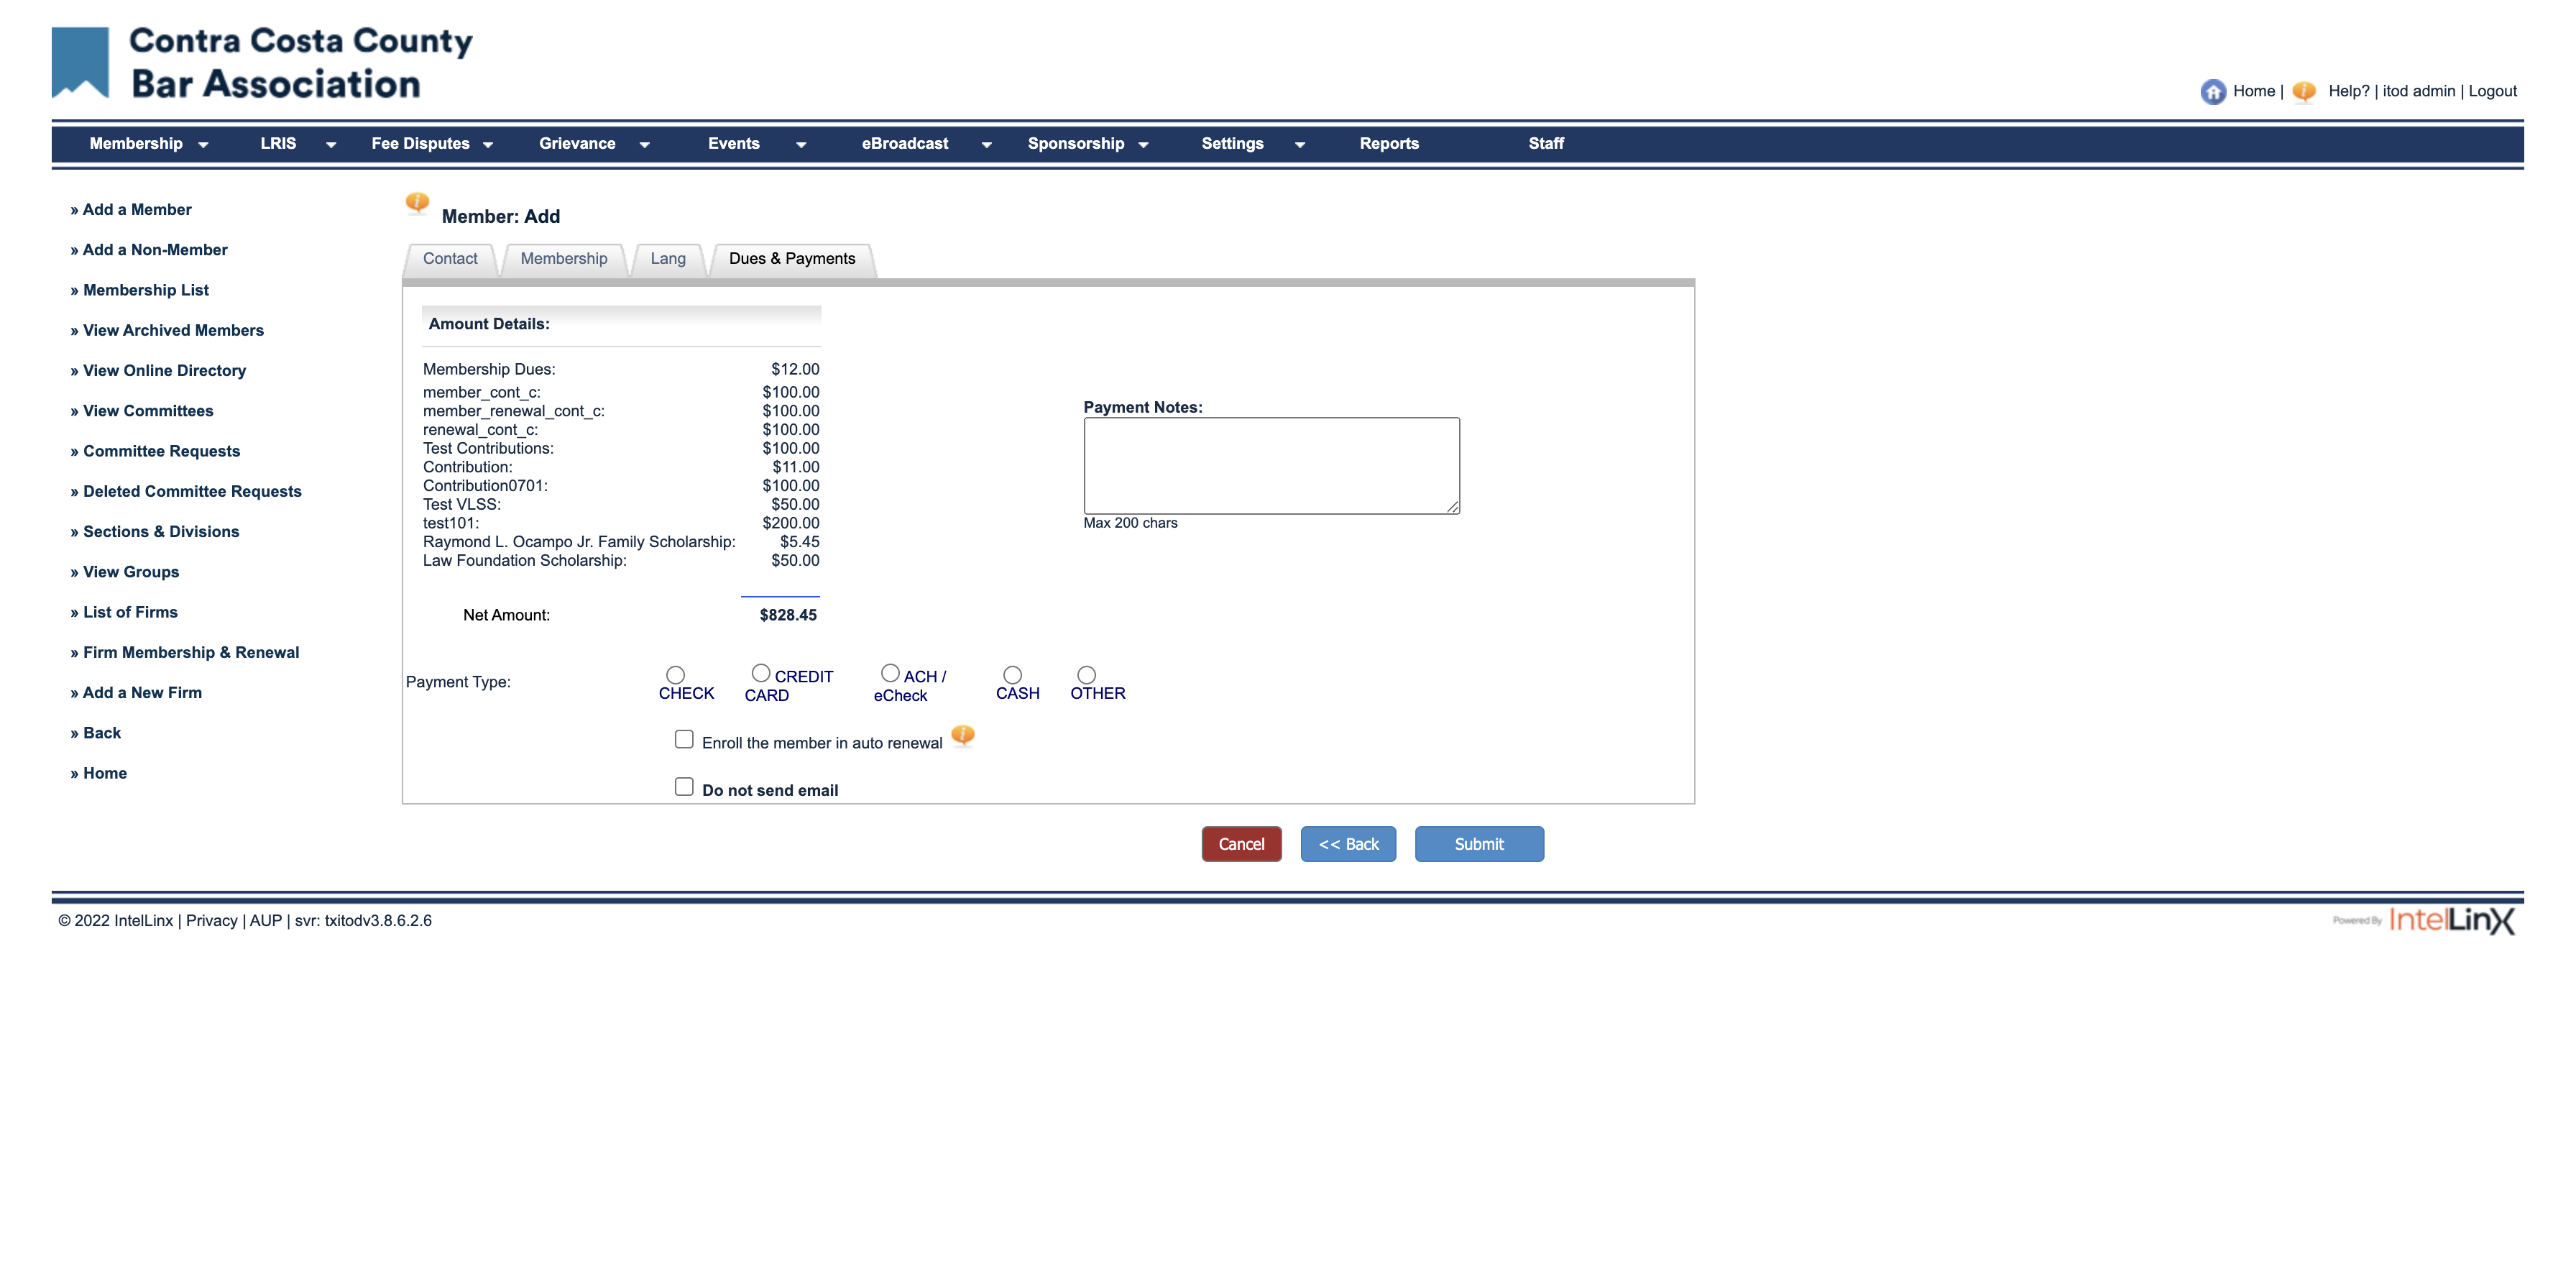 Contra Costa County
Bar Association
Home | Help? | itod admin | Logout
Membership LRIS Fee Disputes Grievance Events eBroadcast Sponsorship Settings Reports Staff
» Add a Member
» Add a Non-Member
» Membership List
» View Archived Members
» View Online Directory
» View Committees
» Committee Requests
» Deleted Committee Requests
» Sections & Divisions
» View Groups
» List of Firms
» Firm Membership & Renewal
» Add a New Firm
» Back
» Home
Member: Add
Contact Membership Lang Dues & Payments
Amount Details:
Membership Dues: $12.00
member_cont_c: $100.00
member_renewal_cont_c: $100.00
renewal_cont_c: $100.00
Test Contributions: $100.00
Contribution: $11.00
Contribution0701: $100.00
Test VLSS: $50.00
test101: $200.00
Raymond L. Ocampo Jr. Family Scholarship: $5.45
Law Foundation Scholarship: $50.00
Net Amount: $828.45
Payment Notes:
Max 200 chars
Payment Type:
CHECK
CREDIT
CARD
ACH /
eCheck
CASH
OTHER
Enroll the member in auto renewal
Do not send email
Cancel << Back Submit
© 2022 IntelLinx | Privacy | AUP | svr: txitodv3.8.6.2.6
Powered By IntelLinX